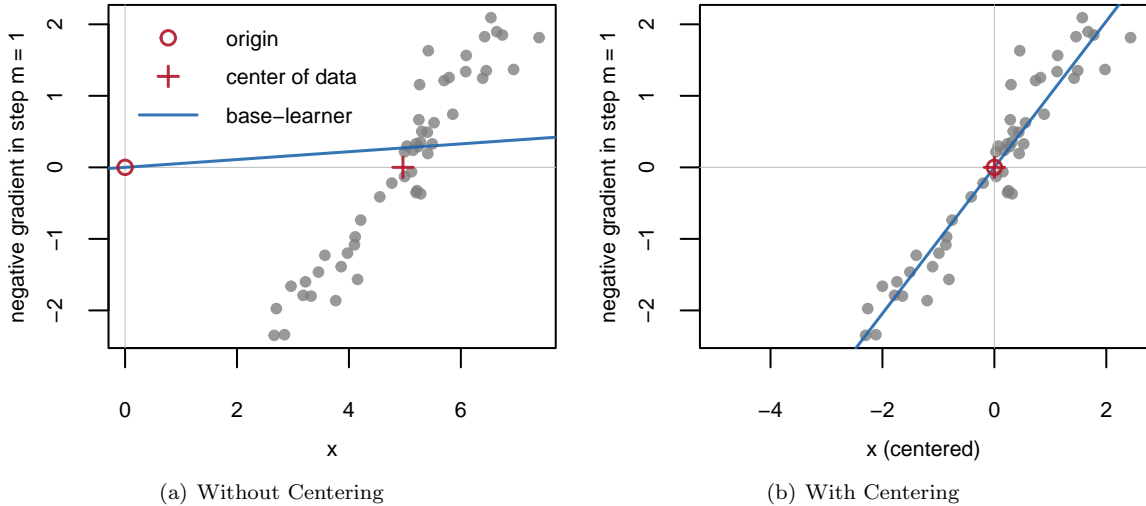 negative gradient in step m = 1
2
1
0
−1
−2
origin
center of data
base−learner
0 2 4 6
x
(a) Without Centering
negative gradient in step m = 1
2
1
0
−1
−2
−4 −2 0 2
x (centered)
(b) With Centering